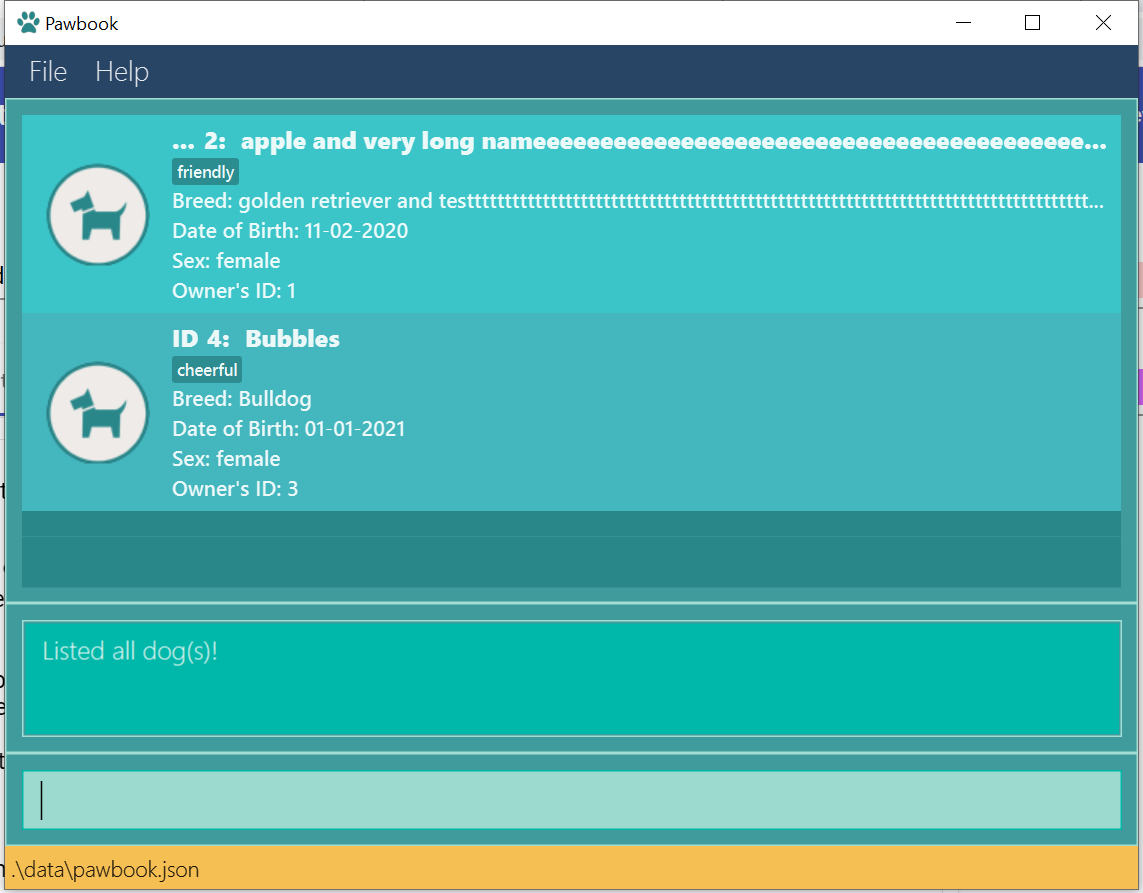 Pawbook
File Help
... 2: apple and very long nameeeeeeeeeeeeeeeeeeeeeeeeeeeeeeeeeeeeeeeee...
friendly
Breed: golden retriever and testttttttttttttttttttttttttttttttttttttttttttttttttttttttttttttttttttttttttttttttttt...
Date of Birth: 11-02-2020
Sex: female
Owner's ID: 1
ID 4: Bubbles
cheerful
Breed: Bulldog
Date of Birth: 01-01-2021
Sex: female
Owner's ID: 3
Listed all dog(s)!
.\data\pawbook.json